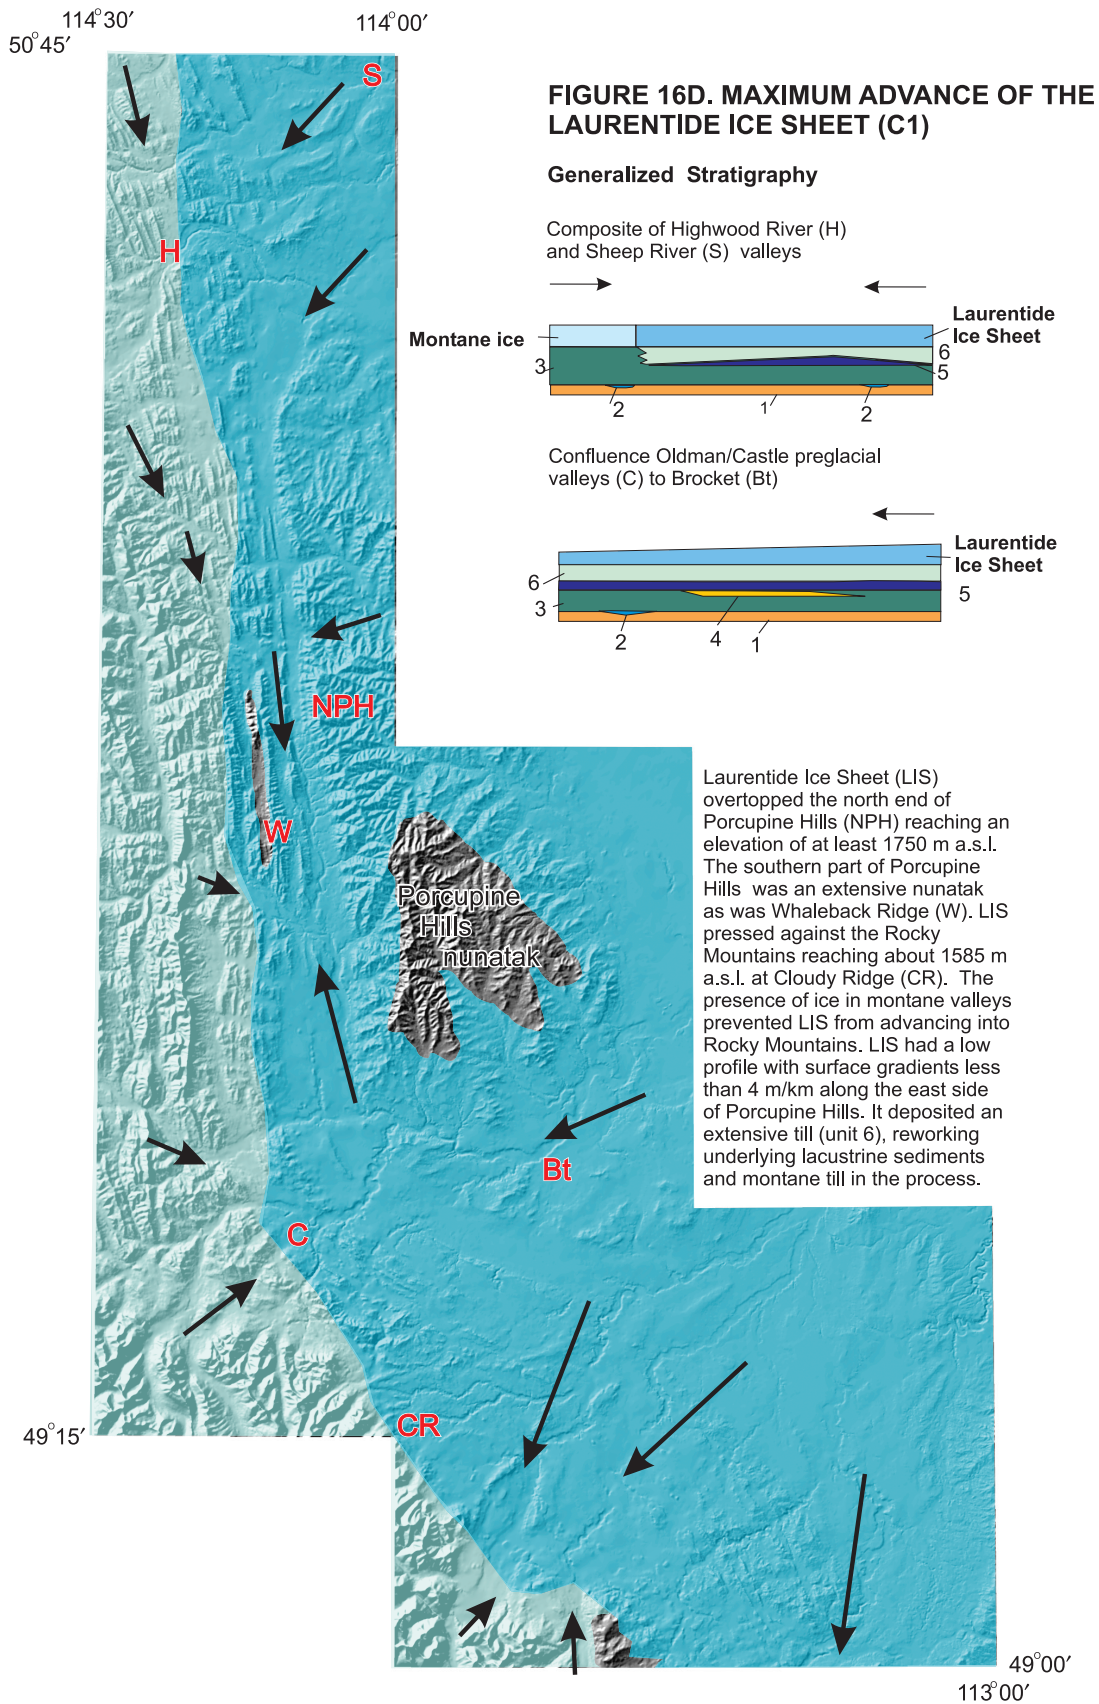 114°30′
114°00′
50°45′
S
FIGURE 16D. MAXIMUM ADVANCE OF THE
LAURENTIDE ICE SHEET (C1)
Generalized Stratigraphy
Composite of Highwood River (H)
and Sheep River (S) valleys
H
Montane ice
Laurentide
Ice Sheet
3
6
5
2
1
2
Confluence Oldman/Castle preglacial
valleys (C) to Brocket (Bt)
Laurentide
Ice Sheet
6
3
5
2
4
1
NPH
W
Porcupine
Hills
nunatak
Laurentide Ice Sheet (LIS)
overtopped the north end of
Porcupine Hills (NPH) reaching an
elevation of at least 1750 m a.s.l.
The southern part of Porcupine
Hills was an extensive nunatak
as was Whaleback Ridge (W). LIS
pressed against the Rocky
Mountains reaching about 1585 m
a.s.l. at Cloudy Ridge (CR). The
presence of ice in montane valleys
prevented LIS from advancing into
Rocky Mountains. LIS had a low
profile with surface gradients less
than 4 m/km along the east side
of Porcupine Hills. It deposited an
extensive till (unit 6), reworking
underlying lacustrine sediments
and montane till in the process.
Bt
C
CR
49°15′
49°00′
113°00′